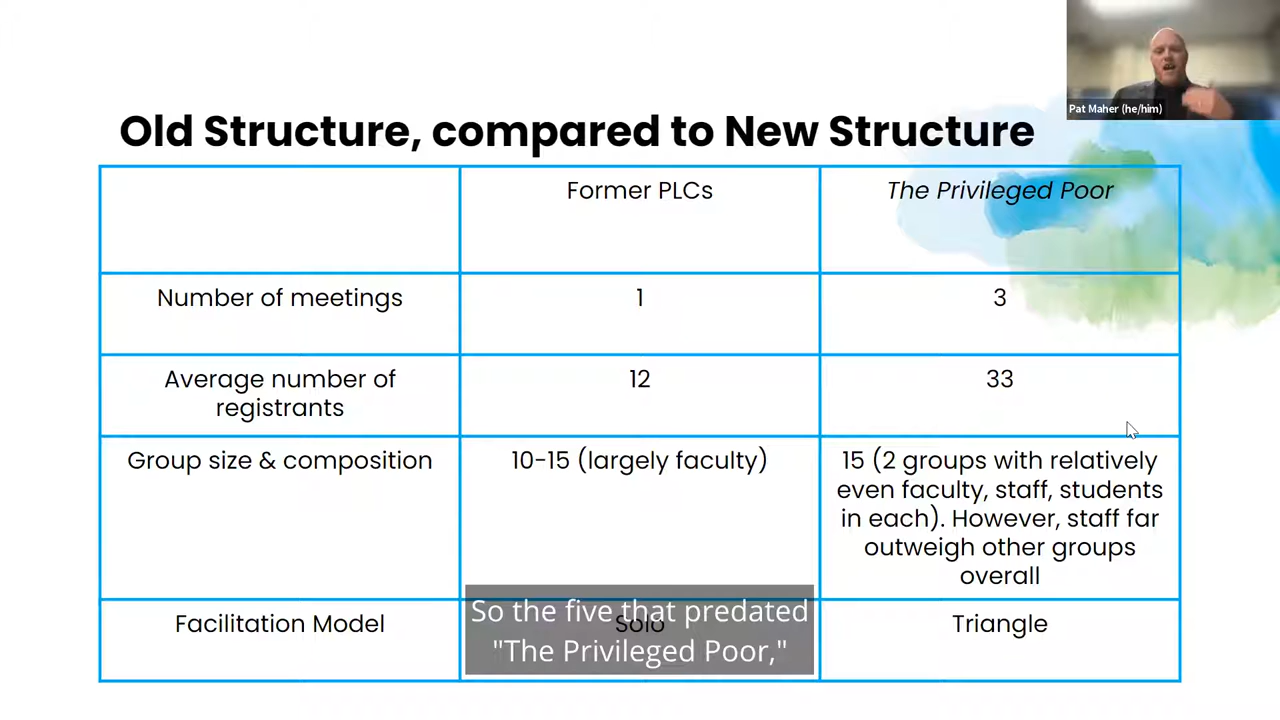 Pat Maher (he/him)
Old Structure, compared to New Structure
Former PLCs
The Privileged Poor
Number of meetings
1
3
Average number of
registrants
12
33
Group size & composition
10-15 (largely faculty)
15 (2 groups with relatively
even faculty, staff, students
in each). However, staff far
outweigh other groups
overall
Facilitation Model
Solo
Triangle
So the five that predated
"The Privileged Poor,"